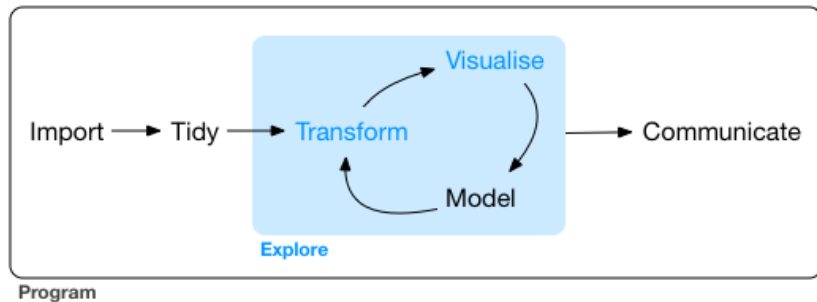 Visualise
Import
Tidy
Transform
Communicate
Model
Explore
Program